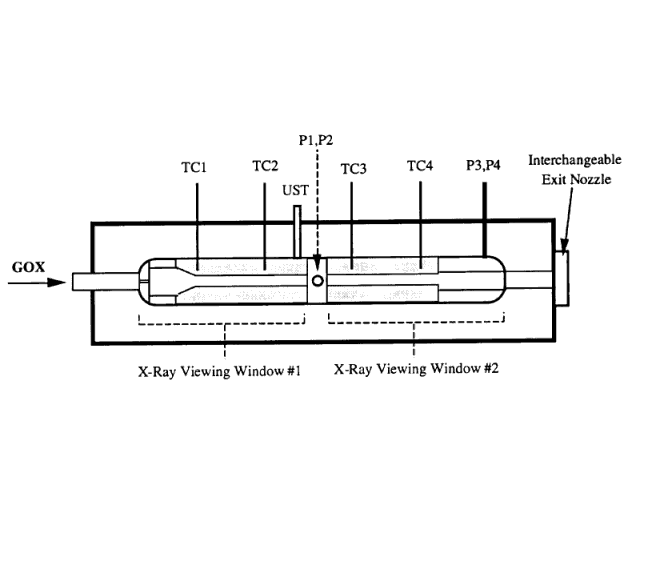 P1,P2
TC1
TC2
TC3
TC4
P3,P4
Interchangeable
Exit Nozzle
UST
GOX
X-Ray Viewing Window #1
X-Ray Viewing Window #2